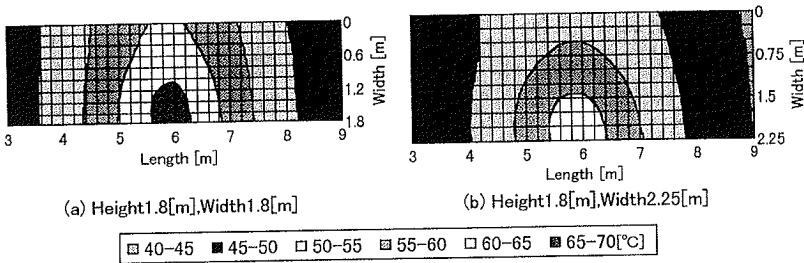 0
0.6
1.2
1.8
Width [m]
3 4 5 6 7 8 9
Length [m]
(a) Height1.8[m],Width1.8[m]
0
0.75
1.5
2.25
Width [m]
3 4 5 6 7 8 9
Length [m]
(b) Height1.8[m],Width2.25[m]
40-45 45-50 50-55 55-60 60-65 65-70[°C]